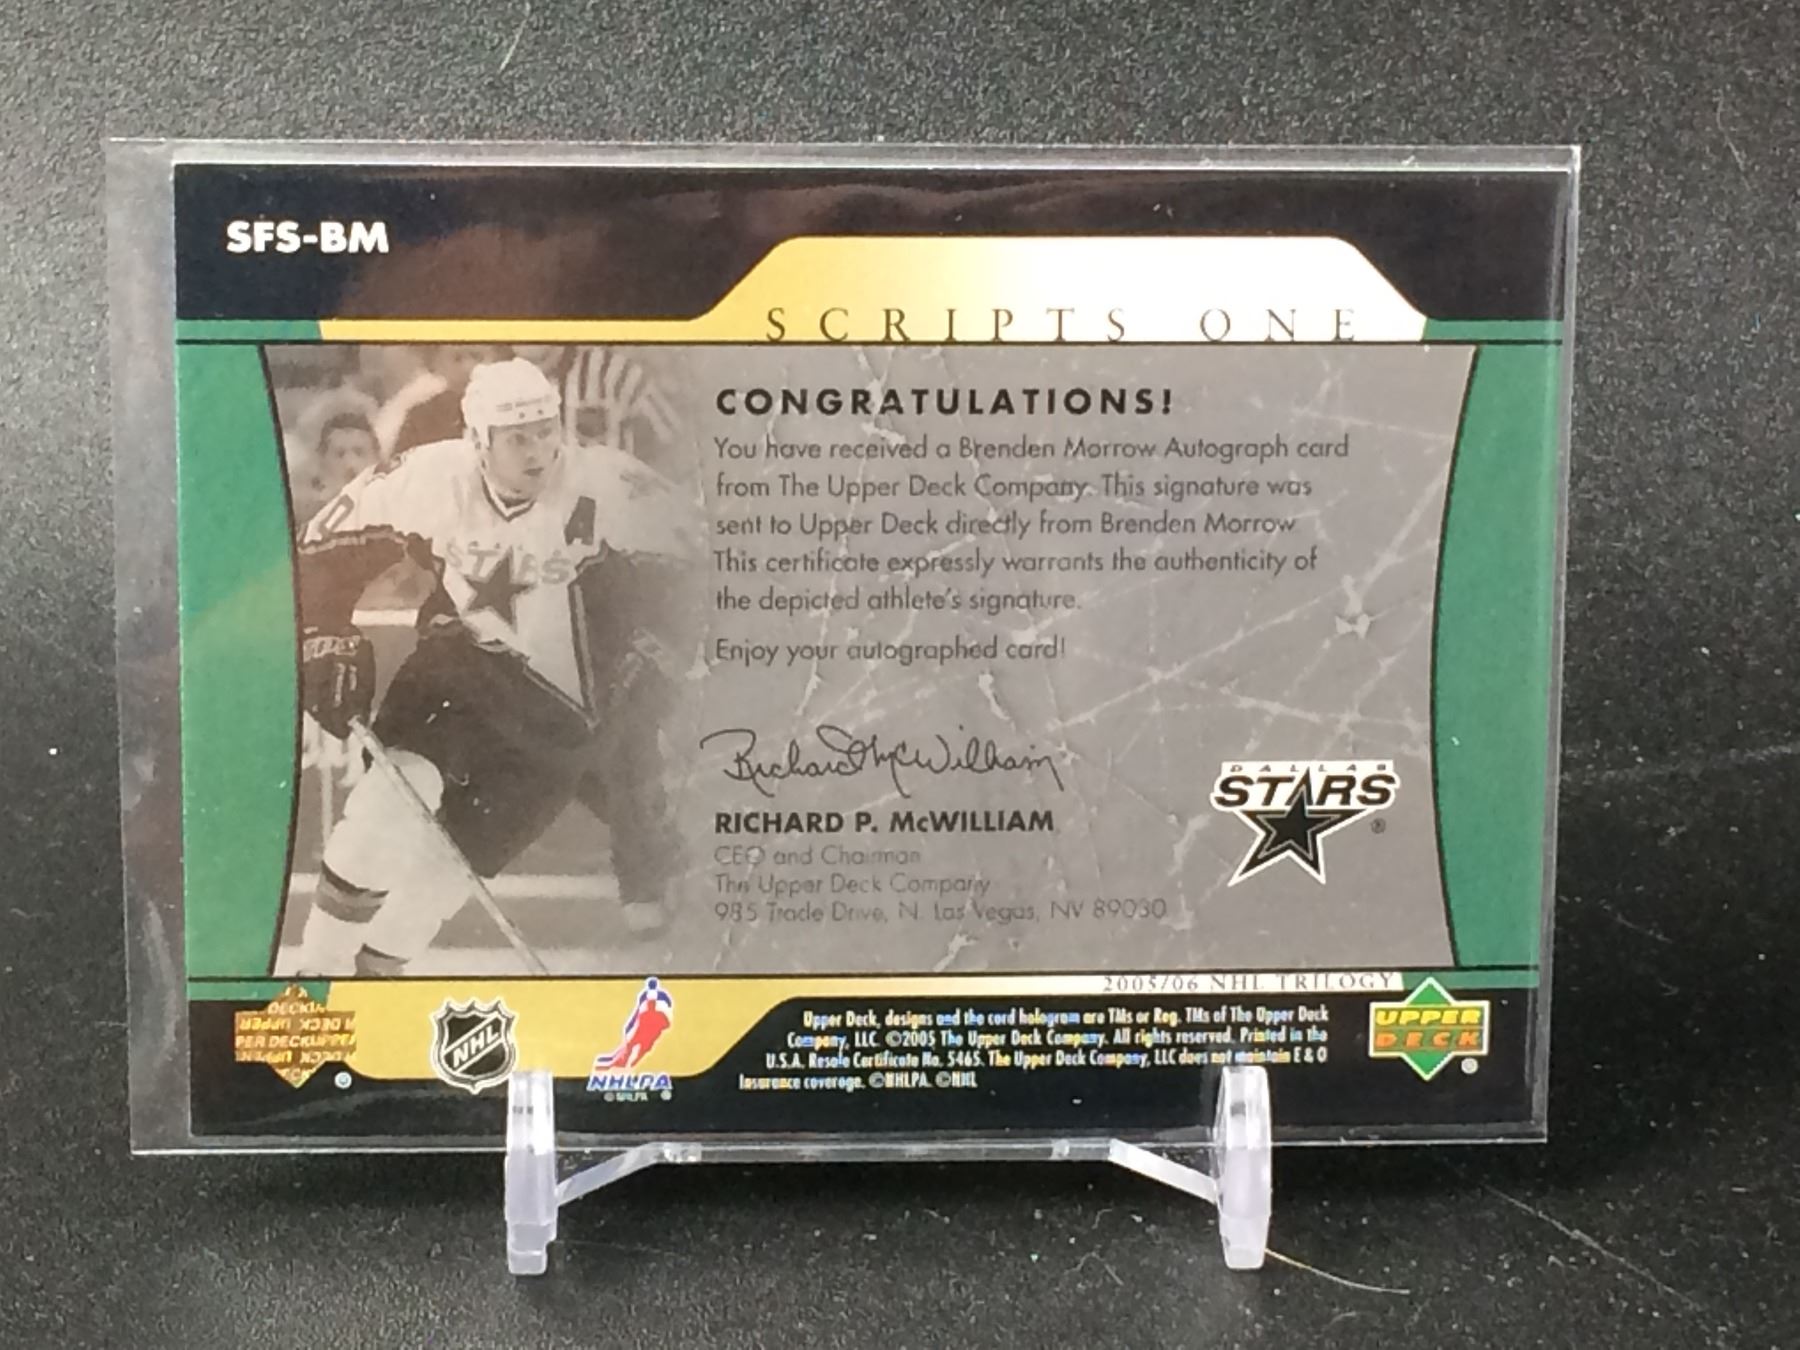 SFS-BM
SCRIPTS ONE
CONGRATULATIONS!
You have received a Brenden Morrow Autograph card
from The Upper Deck Company. This signature was
sent to Upper Deck directly from Brenden Morrow.
This certificate expressly warrants the authenticity of
the depicted athlete's signature.
Enjoy your autographed card!
Richard McWilliam
RICHARD P. McWILLIAM
CEO and Chairman
The Upper Deck Company
985 Trade Drive, N. Las Vegas, NV 89030
DALLAS
STARS
®
A
STARS
2005/06 NHL TRILOGY
Upper Deck, designs and the card hologram are TMs or Reg. TMs of The Upper Deck
Company, LLC. ©2005 The Upper Deck Company. All rights reserved. Printed in the
U.S.A. Resale Certificate No. 5465. The Upper Deck Company, LLC does not maintain E & O
Insurance coverage. ©NHLPA. ©NHL
NHL
NHLPA
© NHLPA ®
UPPER
DECK
®